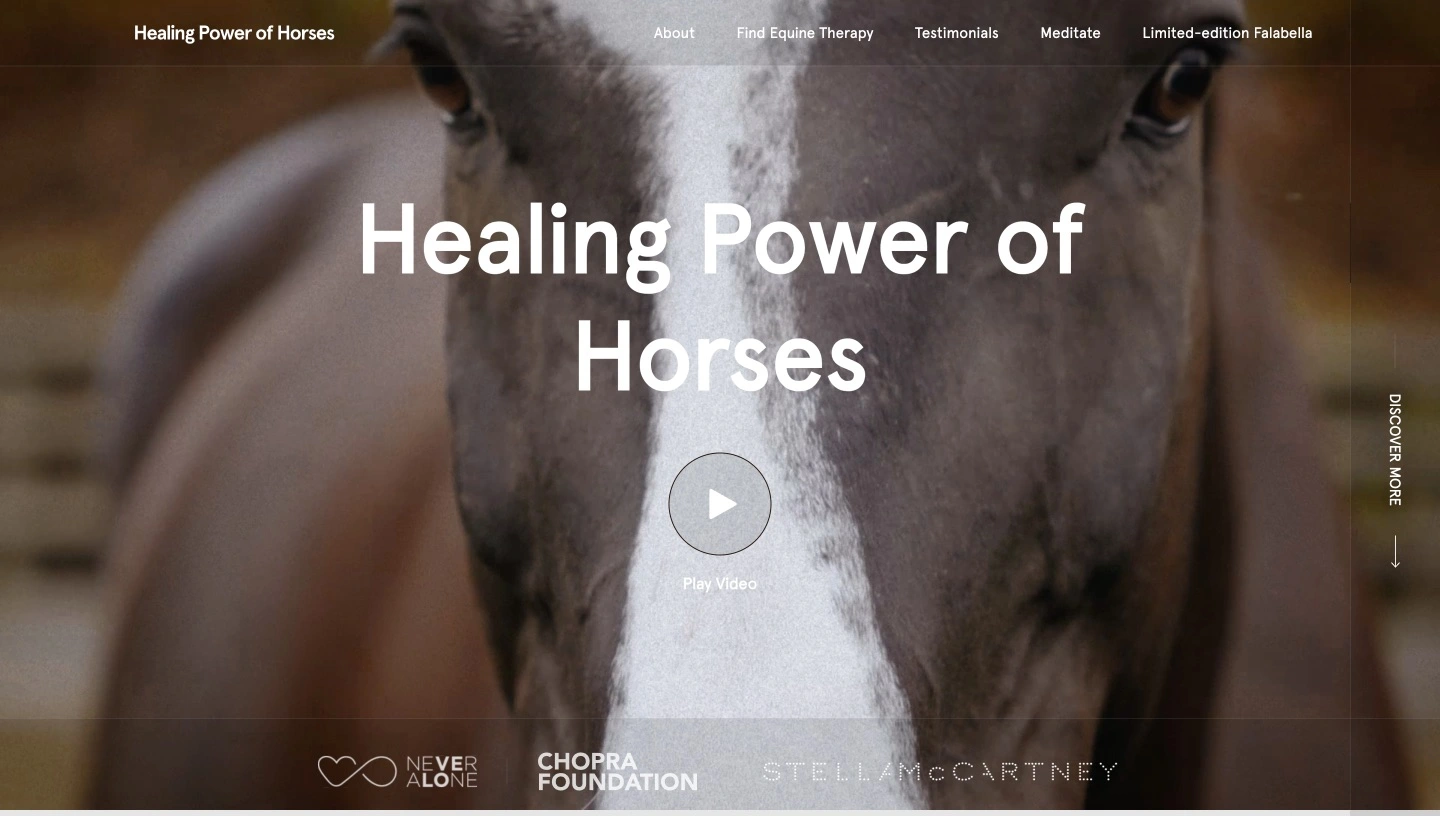 Healing Power of Horses
About
Find Equine Therapy
Testimonials
Meditate
Limited-edition Falabella
Healing Power of
Horses
Play Video
DISCOVER MORE
NEVER
ALONE
CHOPRA
FOUNDATION
STELLA McCARTNEY